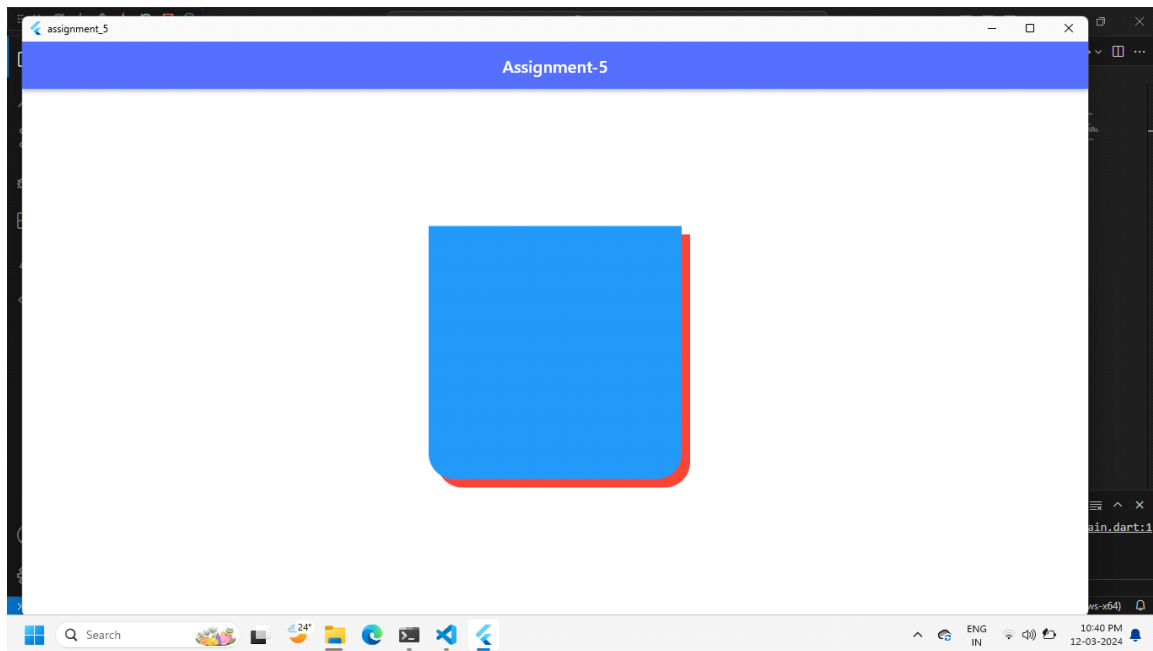 assignment_5
Assignment-5
ain.dart:1
ws-x64)
Search
24°
ENG
IN
10:40 PM
12-03-2024